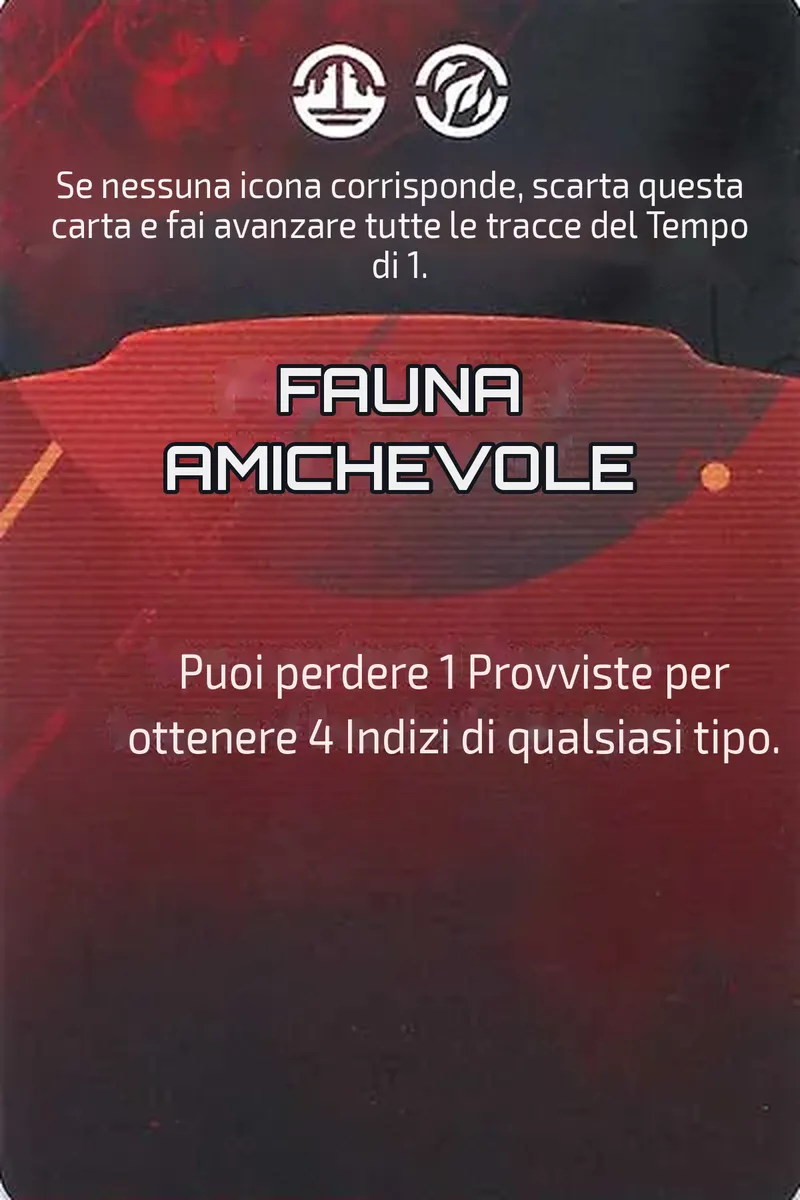 Se nessuna icona corrisponde, scarta questa
carta e fai avanzare tutte le tracce del Tempo
di 1.
FAUNA
AMICHEVOLE
Puoi perdere 1 Provviste per
ottenere 4 Indizi di qualsiasi tipo.